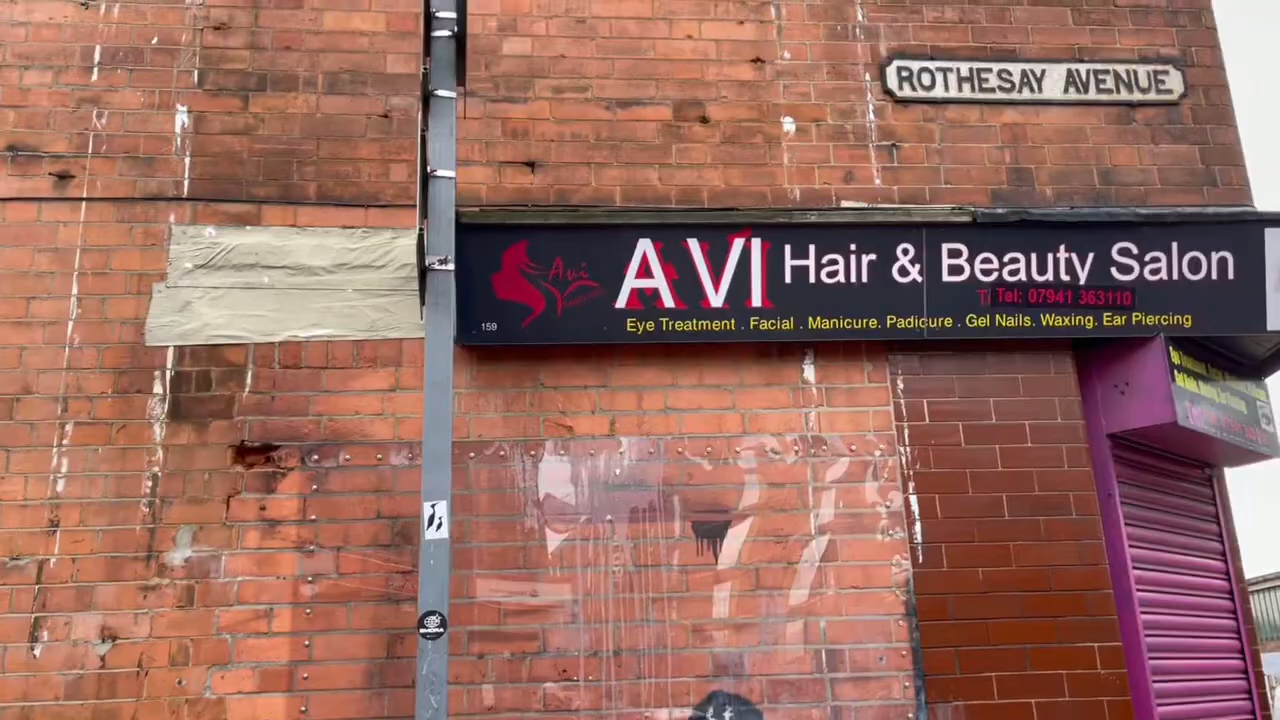 ROTHESAY AVENUE
AVI Hair & Beauty Salon
Avi
Tel: 07941 363110
Eye Treatment . Facial . Manicure. Padicure . Gel Nails. Waxing. Ear Piercing
159